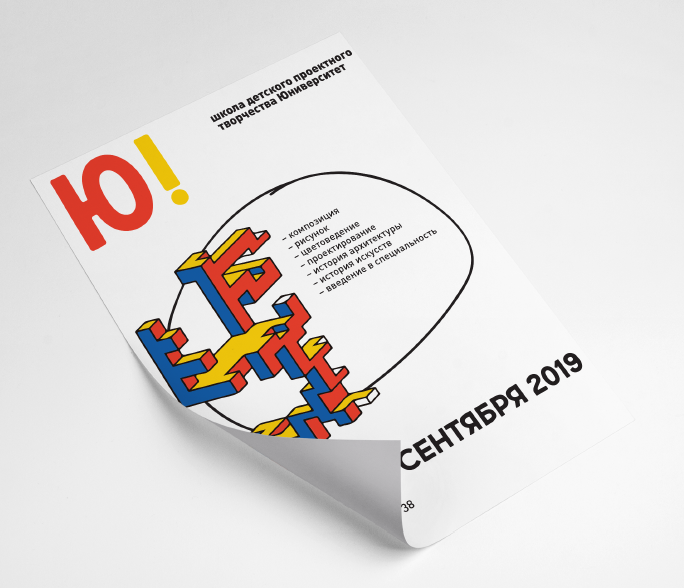 школа детского проектного
творчества Юниверситет
Ю!
– композиция
– рисунок
– цветоведение
– проектирование
– история архитектуры
– история искусств
– введение в специальность
СЕНТЯБРЯ 2019
38